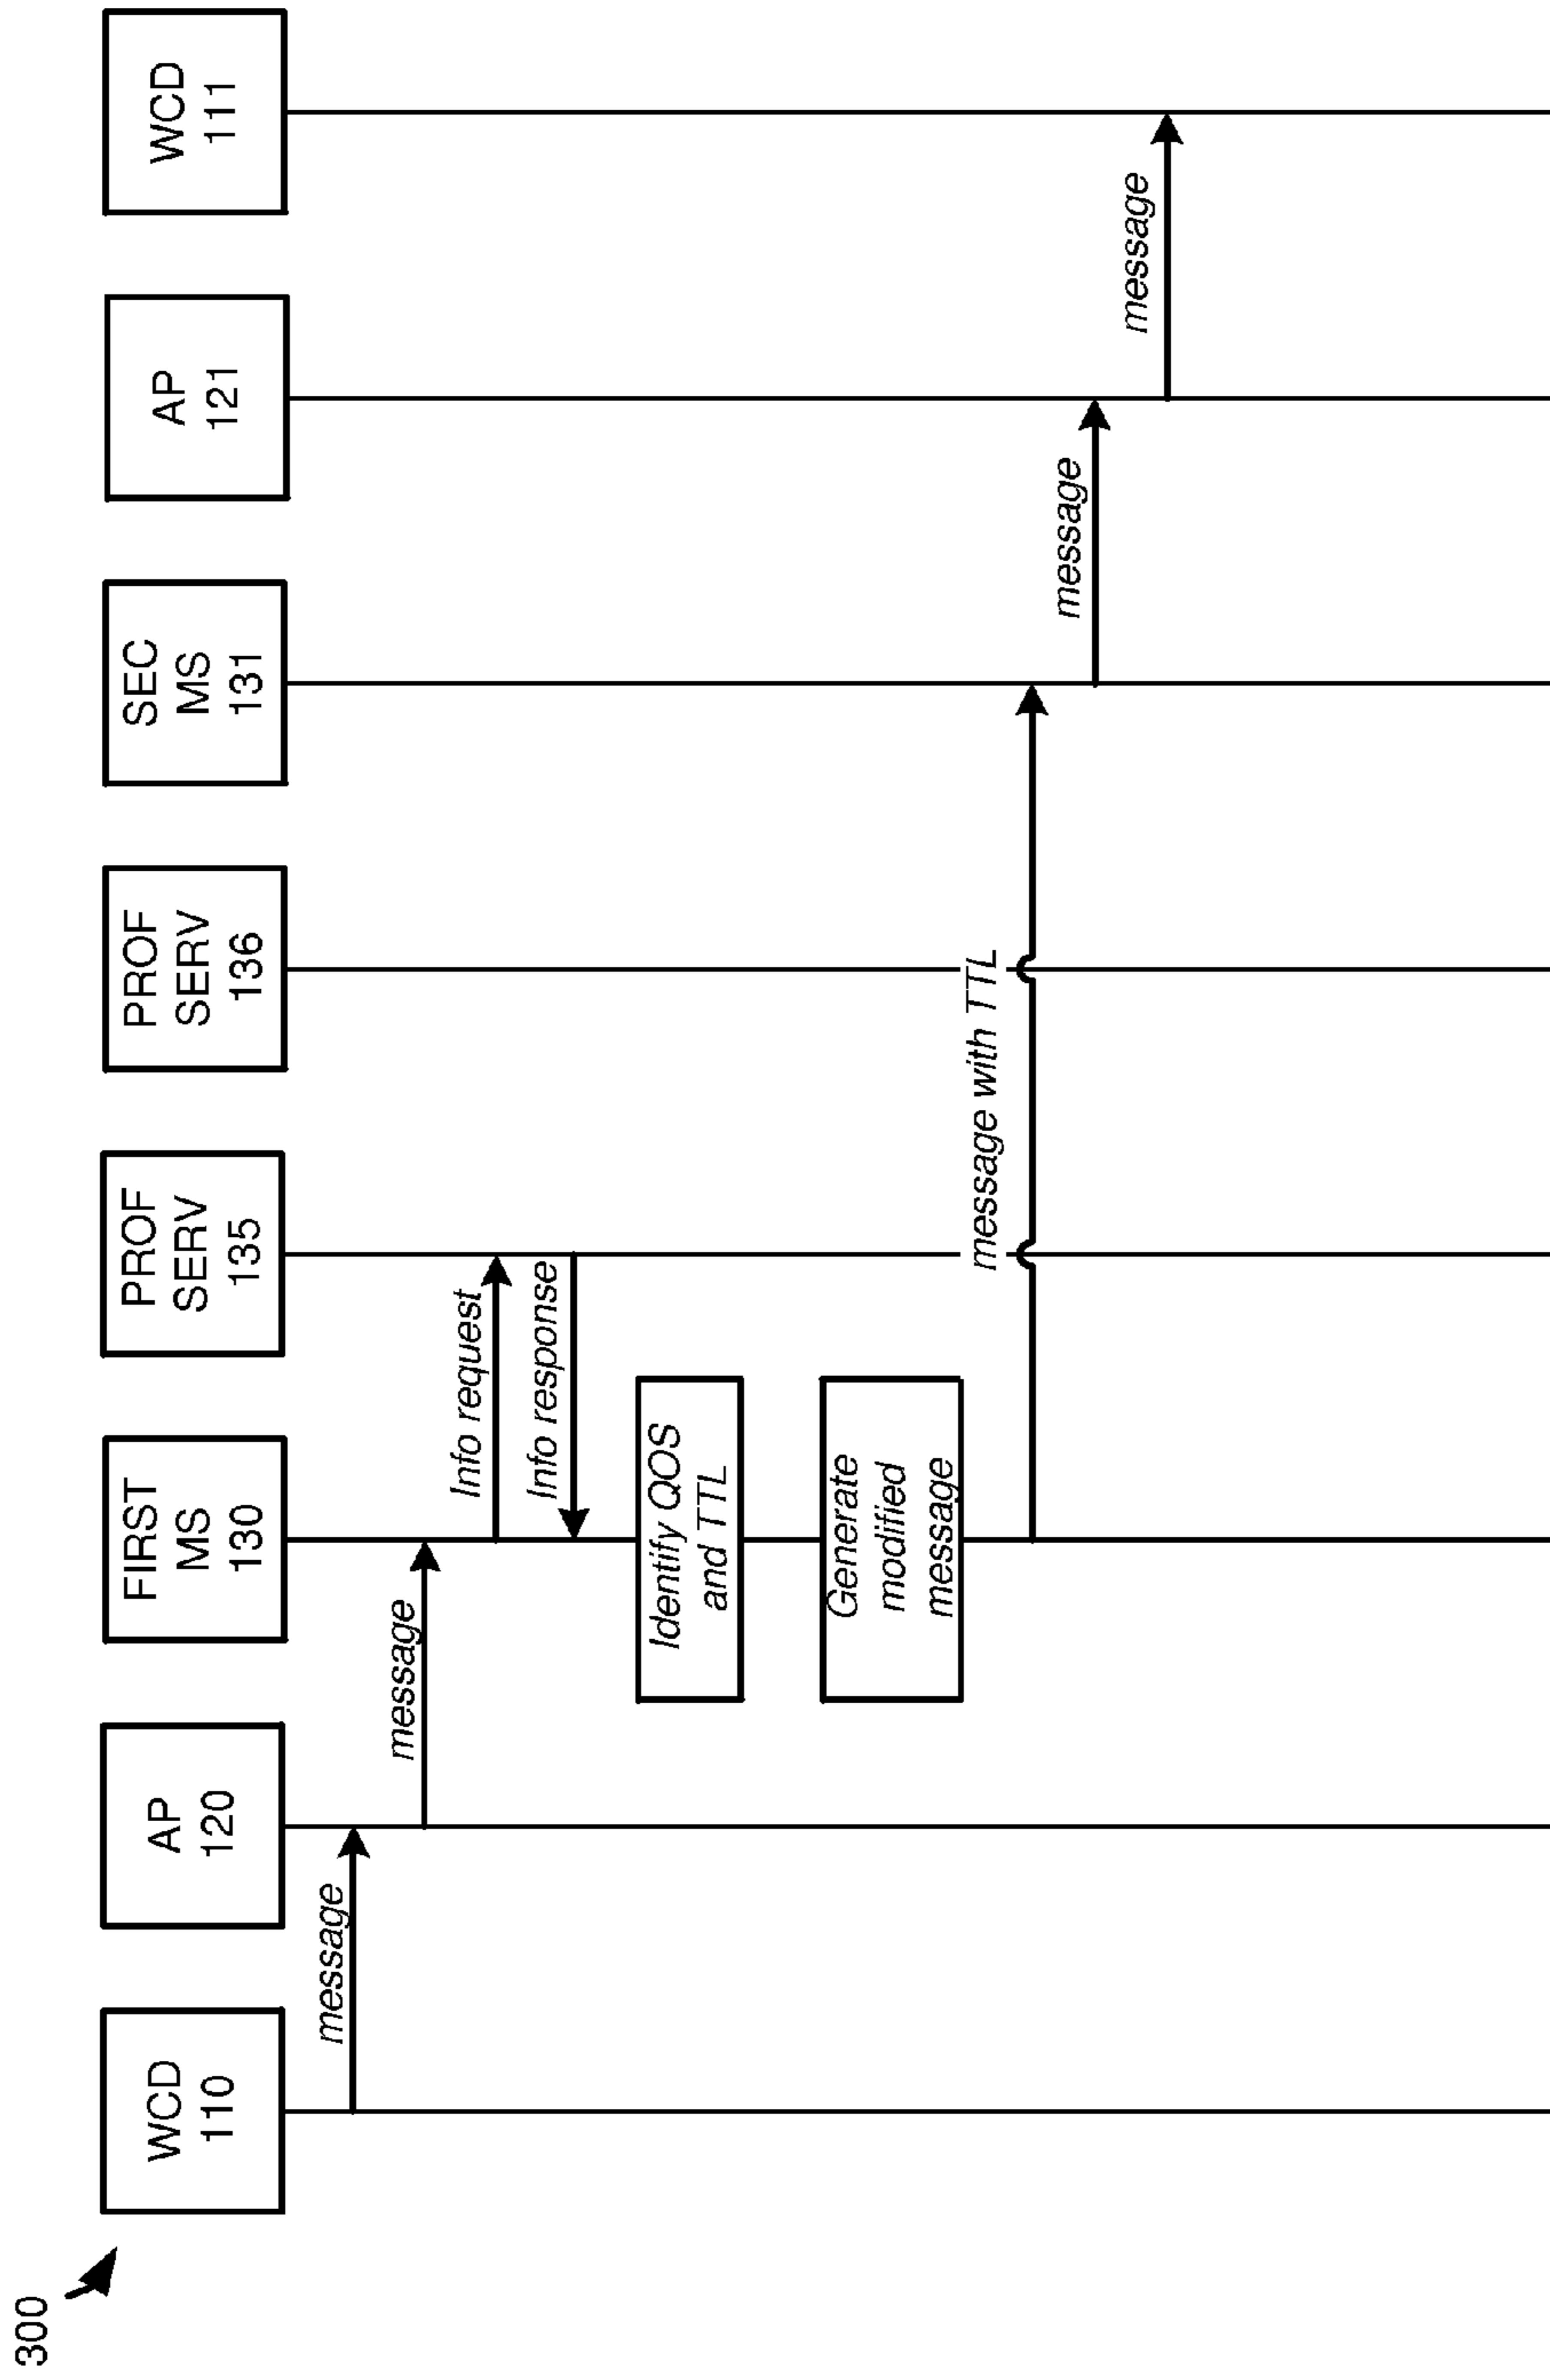 300
WCD
110
AP
120
FIRST
MS
130
PROF
SERV
135
PROF
SERV
136
SEC
MS
131
AP
121
WCD
111
message
message
Info request
Info response
Identify QOS
and TTL
Generate
modified
message
message with TTL
message
message